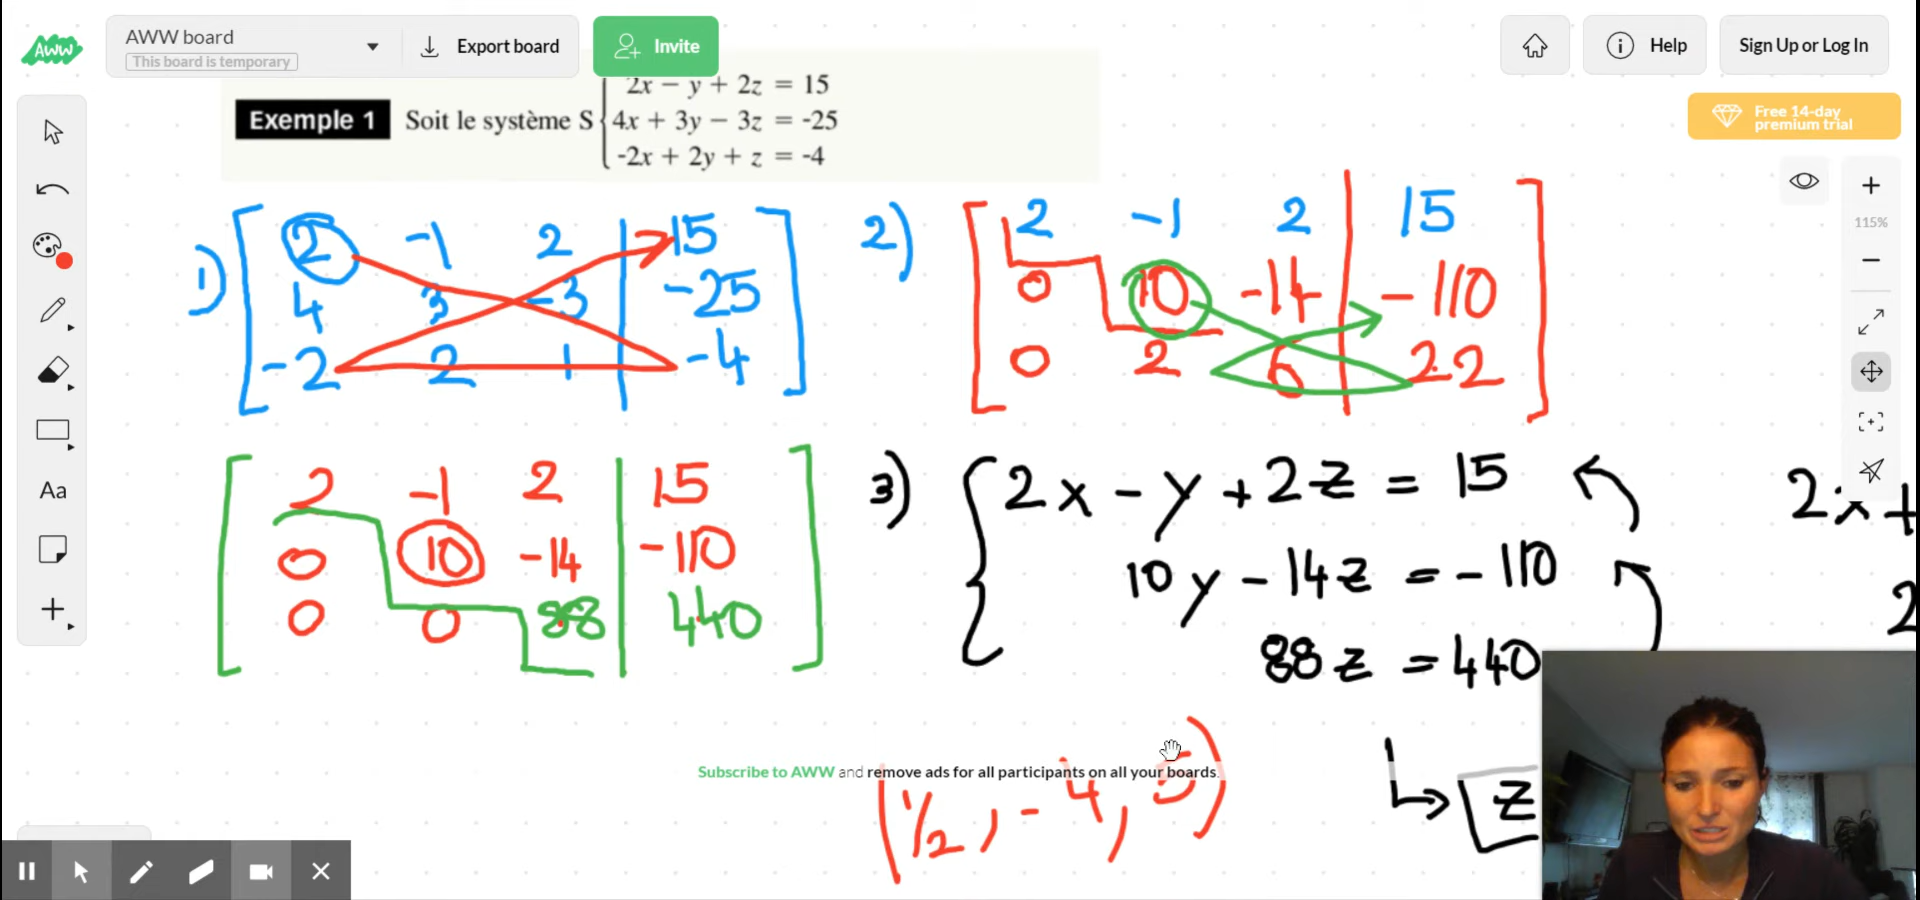 AWW
AWW board
This board is temporary
Export board
Invite
Help
Sign Up or Log In
Free 14-day
premium trial
115%
Aa
Exemple 1 Soit le système S
2x − y + 2z = 15
4x + 3y − 3z = -25
-2x + 2y + z = -4
1)
2 -1 2 15
4 3 -3 -25
-2 2 1 -4
2)
2 -1 2 15
0 10 -14 -110
0 2 6 22
2 -1 2 15
0 10 -14 -110
0 0 88 440
3)
2x - y + 2z = 15
10y - 14z = -110
88z = 440
2x +
2
z
Subscribe to AWW and remove ads for all participants on all your boards.
(1/2, -4, 5)